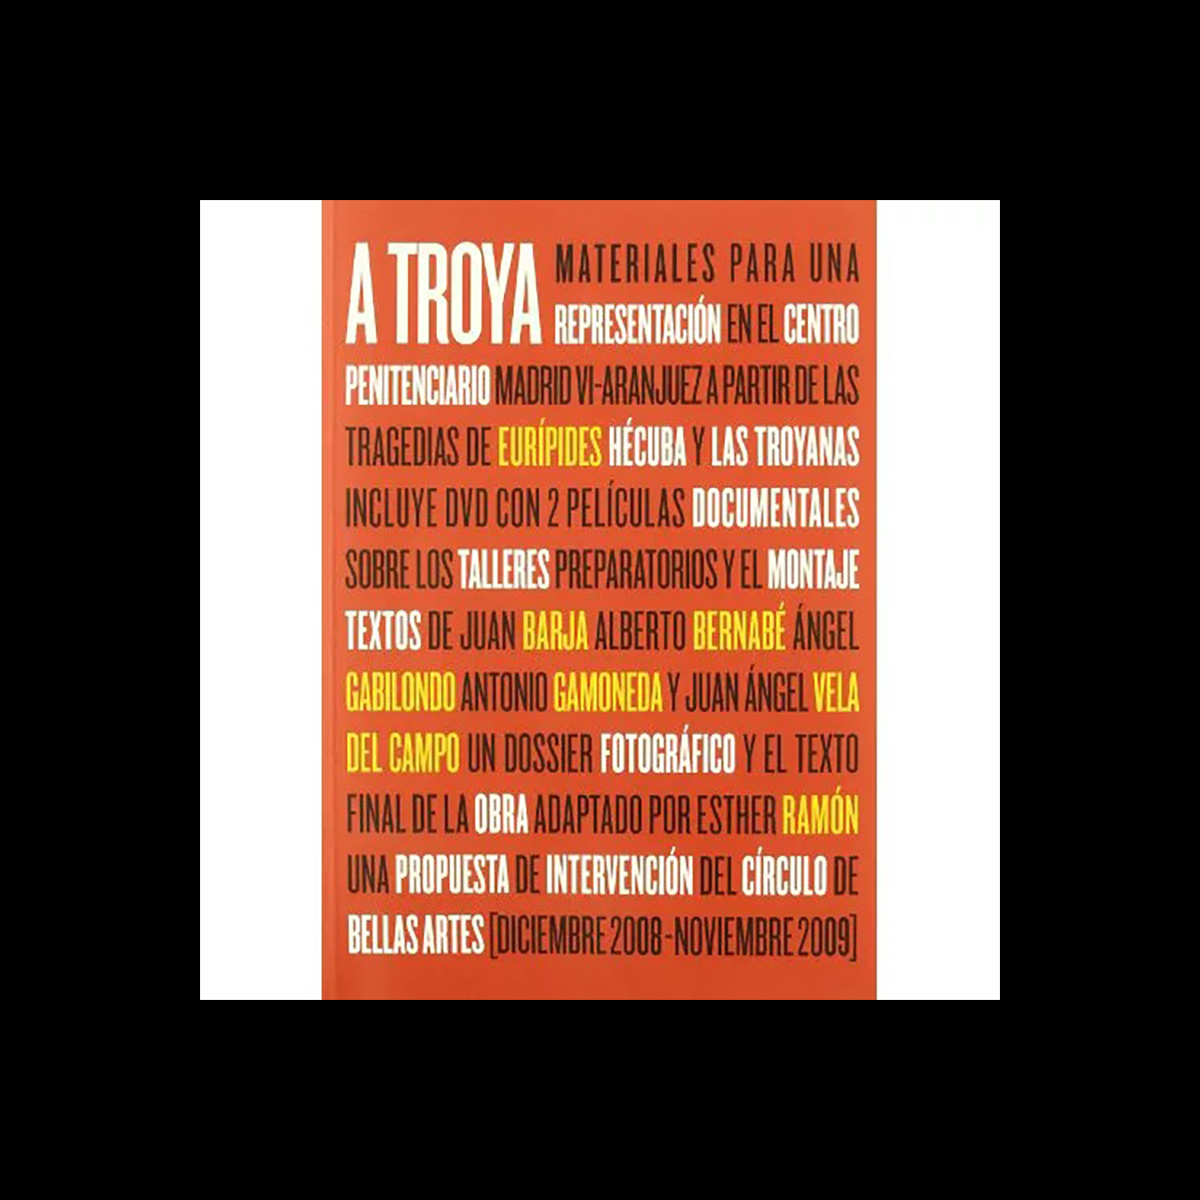 A TROYA MATERIALES PARA UNA
REPRESENTACIÓN EN EL CENTRO
PENITENCIARIO MADRID VI-ARANJUEZ A PARTIR DE LAS
TRAGEDIAS DE EURÍPIDES HÉCUBA Y LAS TROYANAS
INCLUYE DVD CON 2 PELÍCULAS DOCUMENTALES
SOBRE LOS TALLERES PREPARATORIOS Y EL MONTAJE
TEXTOS DE JUAN BARJA ALBERTO BERNABÉ ÁNGEL
GABILONDO ANTONIO GAMONEDA Y JUAN ÁNGEL VELA
DEL CAMPO UN DOSSIER FOTOGRÁFICO Y EL TEXTO
FINAL DE LA OBRA ADAPTADO POR ESTHER RAMÓN
UNA PROPUESTA DE INTERVENCIÓN DEL CÍRCULO DE
BELLAS ARTES [DICIEMBRE 2008-NOVIEMBRE 2009]